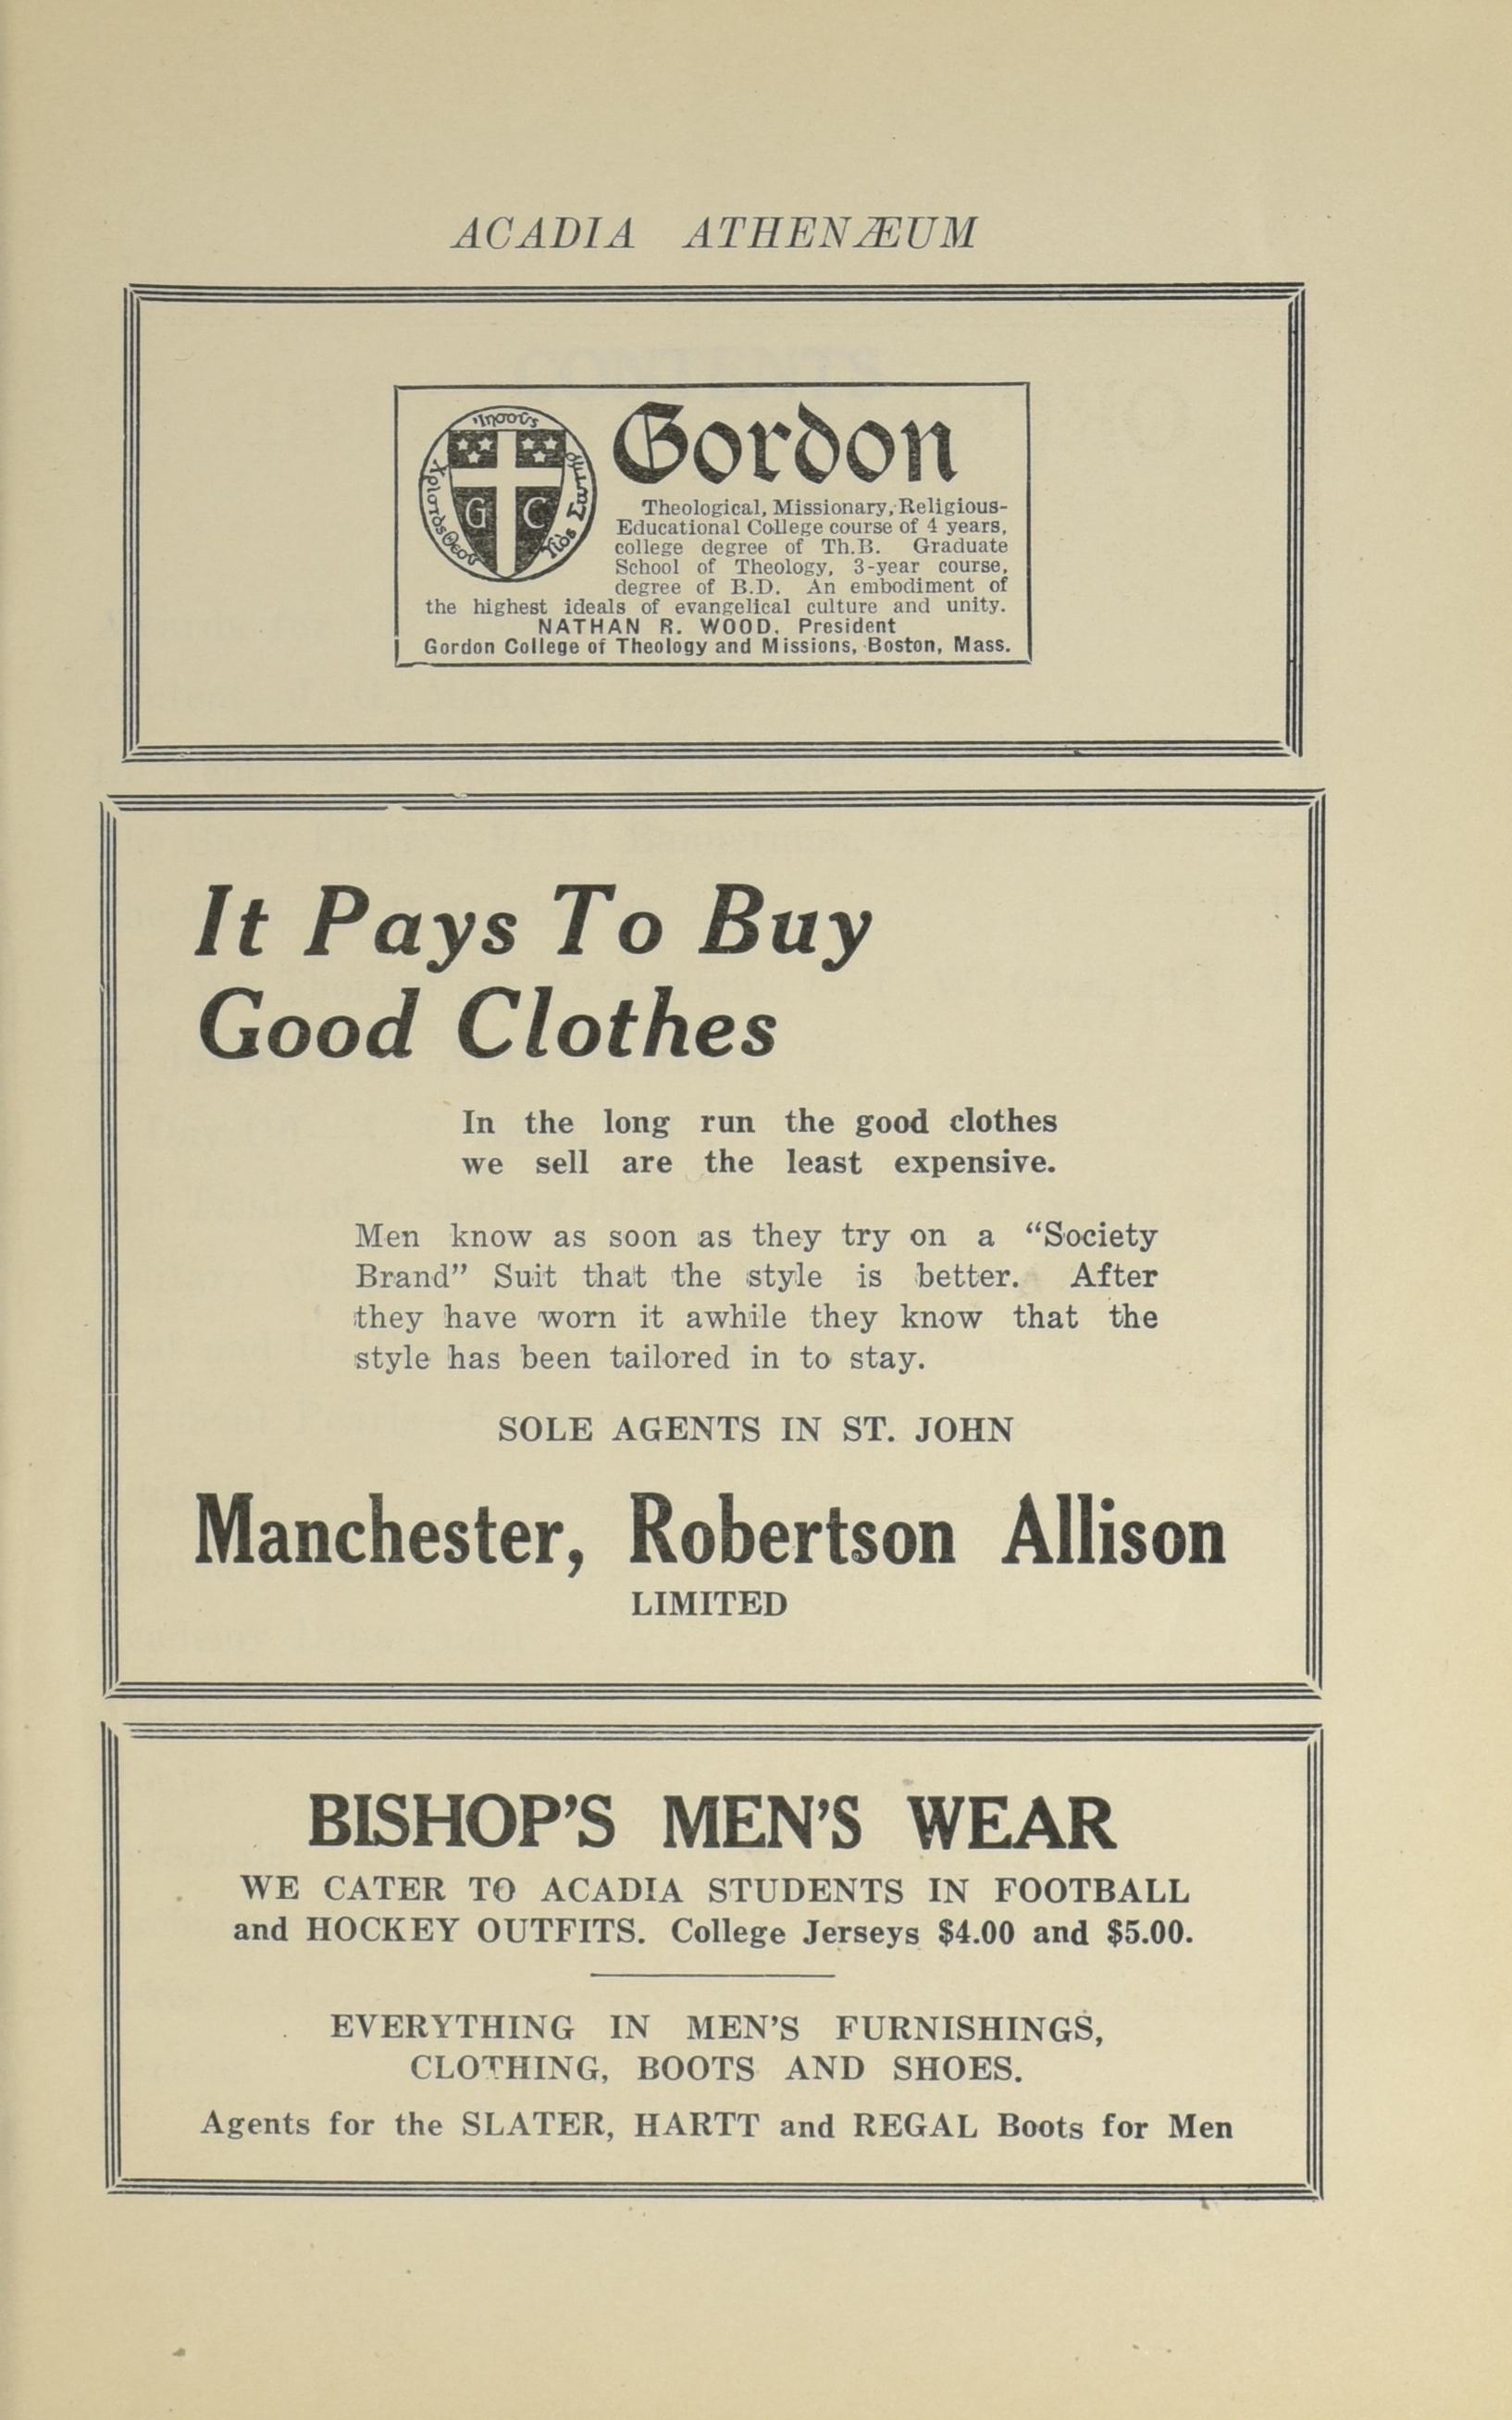 ACADIA ATHENÆUM
Ἰησοῦς
Χριστὸς Θεοῦ
Υἱὸς Σωτήρ
G C
Gordon
Theological, Missionary, Religious-
Educational College course of 4 years,
college degree of Th.B. Graduate
School of Theology, 3-year course,
degree of B.D. An embodiment of
the highest ideals of evangelical culture and unity.
NATHAN R. WOOD, President
Gordon College of Theology and Missions, Boston, Mass.
It Pays To Buy
Good Clothes
In the long run the good clothes
we sell are the least expensive.
Men know as soon as they try on a “Society
Brand” Suit that the style is better. After
they have worn it awhile they know that the
style has been tailored in to stay.
SOLE AGENTS IN ST. JOHN
Manchester, Robertson Allison
LIMITED
BISHOP’S MEN’S WEAR
WE CATER TO ACADIA STUDENTS IN FOOTBALL
and HOCKEY OUTFITS. College Jerseys $4.00 and $5.00.
EVERYTHING IN MEN’S FURNISHINGS,
CLOTHING, BOOTS AND SHOES.
Agents for the SLATER, HARTT and REGAL Boots for Men